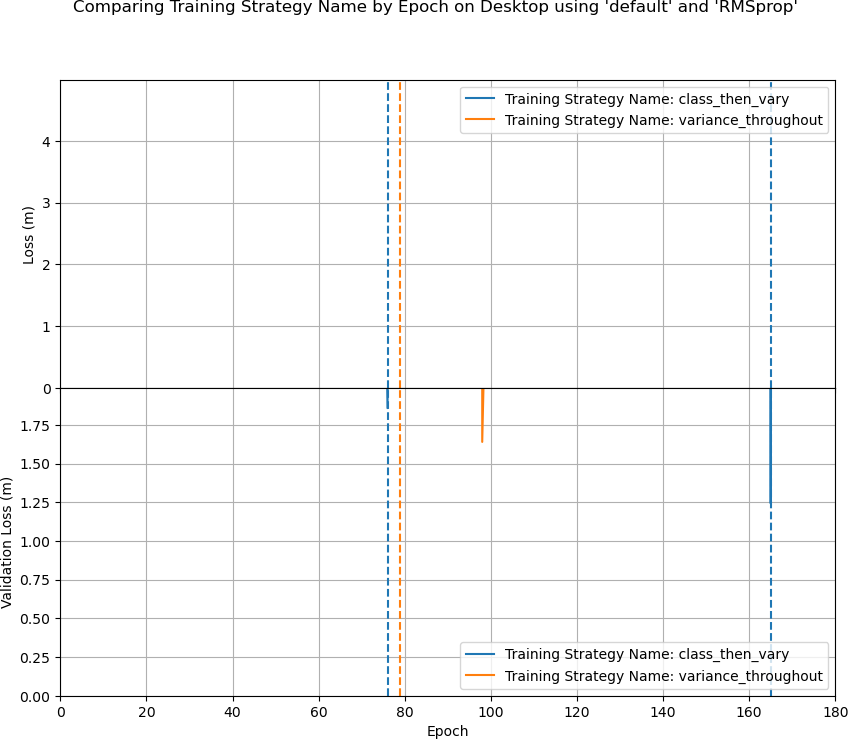 Comparing Training Strategy Name by Epoch on Desktop using 'default' and 'RMSprop'
Training Strategy Name: class_then_vary
Training Strategy Name: variance_throughout
4
3
2
1
0
Loss (m)
1.75
1.50
1.25
1.00
0.75
0.50
0.25
0.00
Validation Loss (m)
Training Strategy Name: class_then_vary
Training Strategy Name: variance_throughout
0 20 40 60 80 100 120 140 160 180
Epoch